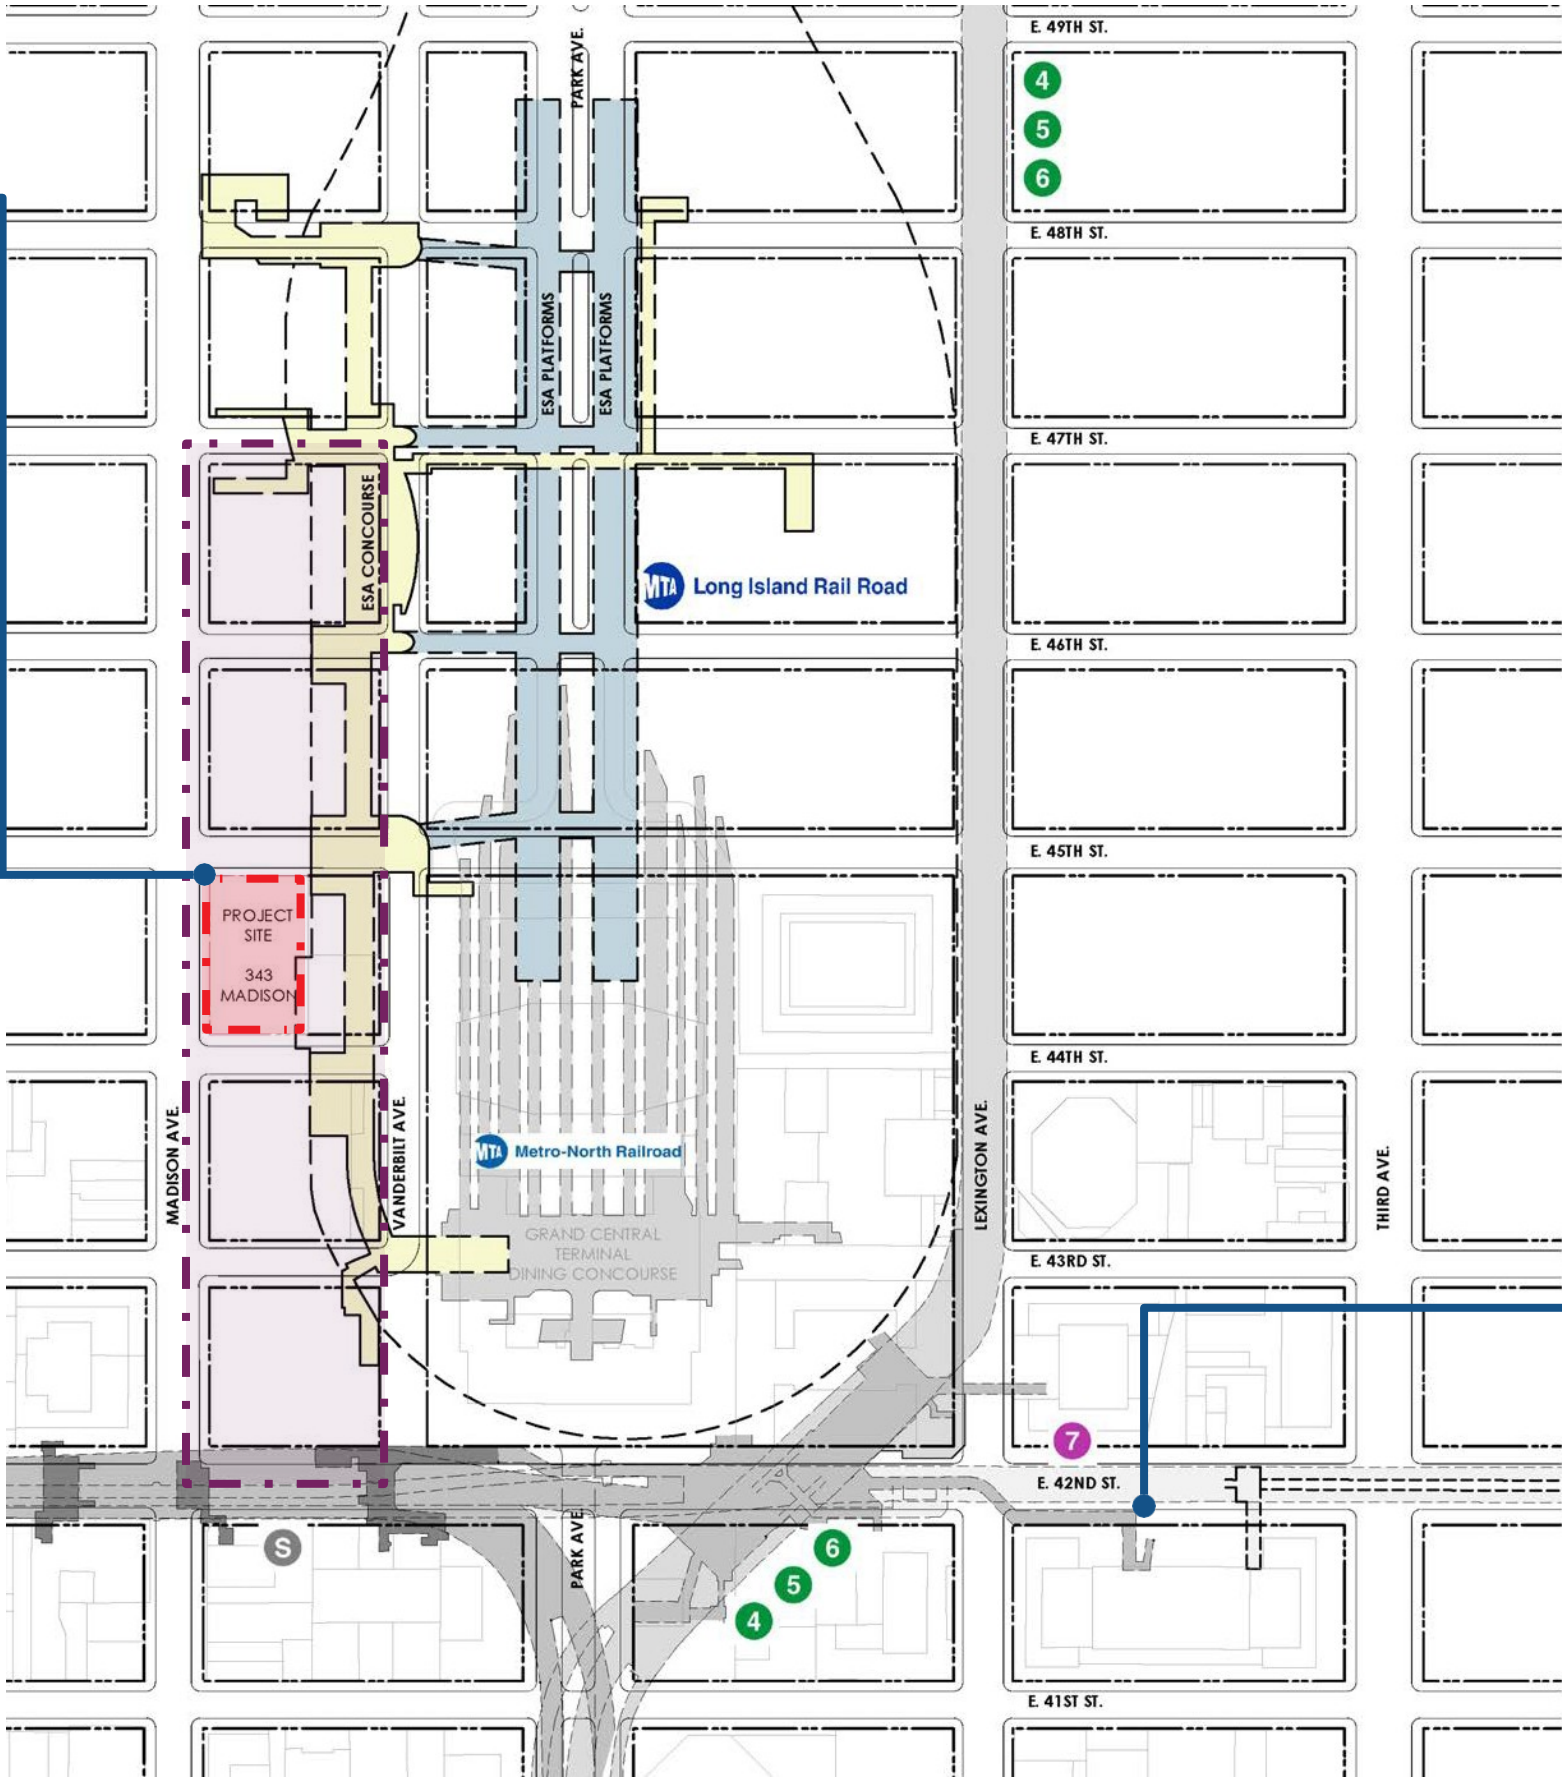 E. 49TH ST.
PARK AVE.
4
5
6
E. 48TH ST.
ESA PLATFORMS
ESA PLATFORMS
E. 47TH ST.
ESA CONCOURSE
MTA Long Island Rail Road
E. 46TH ST.
E. 45TH ST.
PROJECT
SITE
343
MADISON
E. 44TH ST.
MADISON AVE.
VANDERBILT AVE.
MTA Metro-North Railroad
LEXINGTON AVE.
THIRD AVE.
GRAND CENTRAL
TERMINAL
DINING CONCOURSE
E. 43RD ST.
7
E. 42ND ST.
S
PARK AVE.
6
5
4
E. 41ST ST.